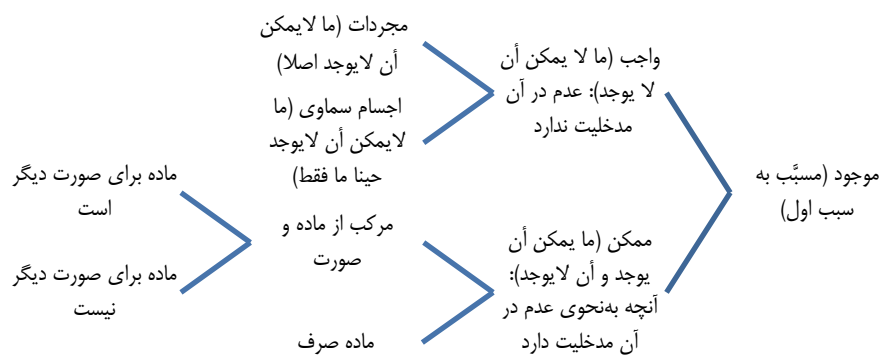 موجود (مسبَّب به
سبب اول)
واجب (ما لا یمکن أن
لا یوجد): عدم در آن
مدخلیت ندارد
ممکن (ما یمکن أن
یوجد و أن لایوجد):
آنچه به‌نحوی عدم در
آن مدخلیت دارد
مجردات (ما لایمکن
أن لایوجد اصلا)
اجسام سماوی (ما
لایمکن أن لایوجد
حینا ما فقط)
مرکب از ماده و
صورت
ماده صرف
ماده برای صورت دیگر
است
ماده برای صورت دیگر
نیست